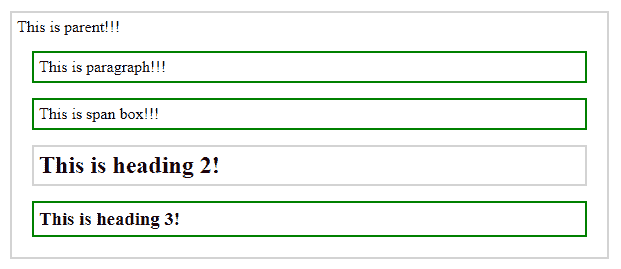 This is parent!!!
This is paragraph!!!
This is span box!!!
This is heading 2!
This is heading 3!